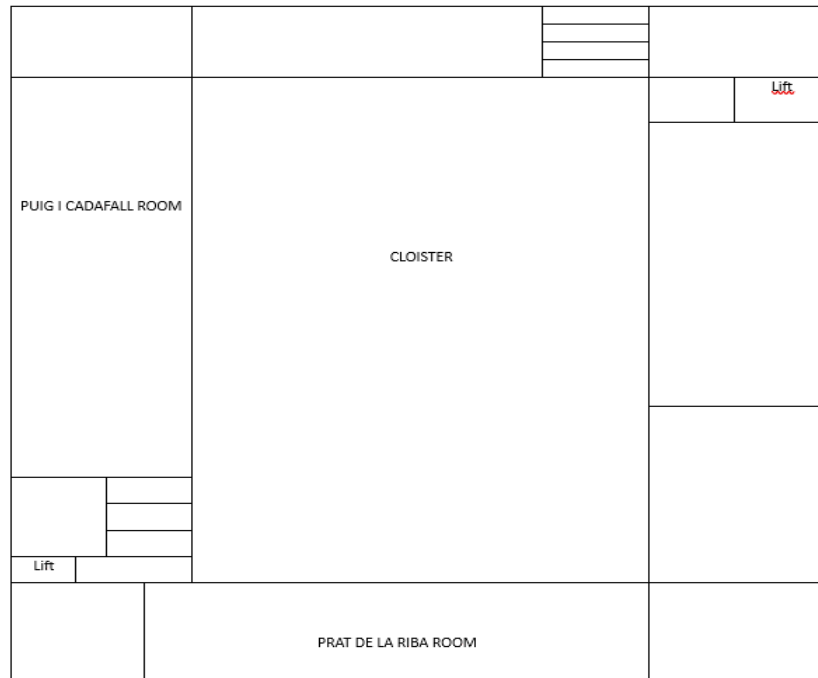 Lift
PUIG I CADAFALL ROOM
CLOISTER
Lift
PRAT DE LA RIBA ROOM